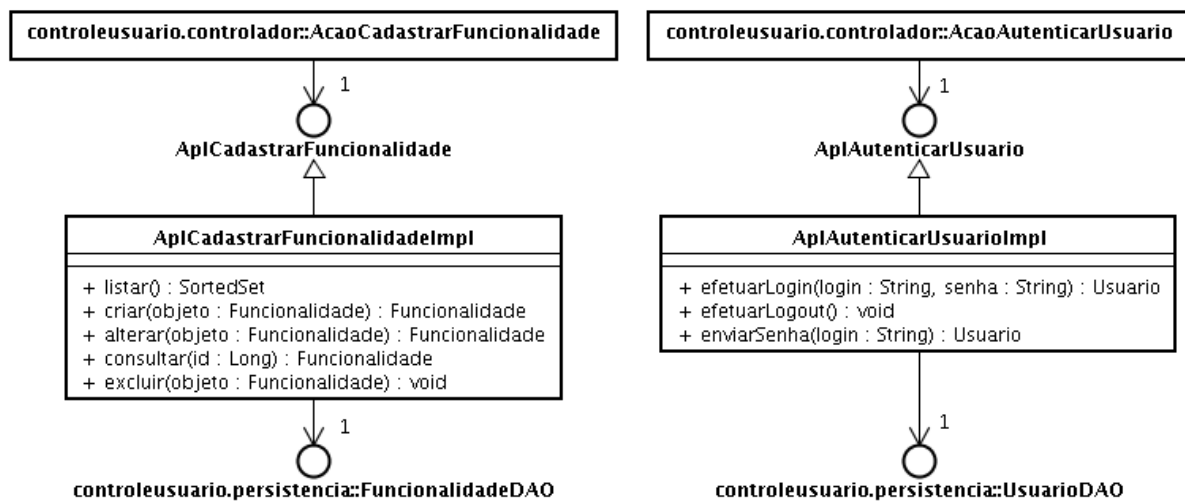 controleusuario.controlador::AcaoCadastrarFuncionalidade
1
AplCadastrarFuncionalidade
AplCadastrarFuncionalidadeImpl
+ listar() : SortedSet
+ criar(objeto : Funcionalidade) : Funcionalidade
+ alterar(objeto : Funcionalidade) : Funcionalidade
+ consultar(id : Long) : Funcionalidade
+ excluir(objeto : Funcionalidade) : void
1
controleusuario.persistencia::FuncionalidadeDAO
controleusuario.controlador::AcaoAutenticarUsuario
1
AplAutenticarUsuario
AplAutenticarUsuarioImpl
+ efetuarLogin(login : String, senha : String) : Usuario
+ efetuarLogout() : void
+ enviarSenha(login : String) : Usuario
1
controleusuario.persistencia::UsuarioDAO